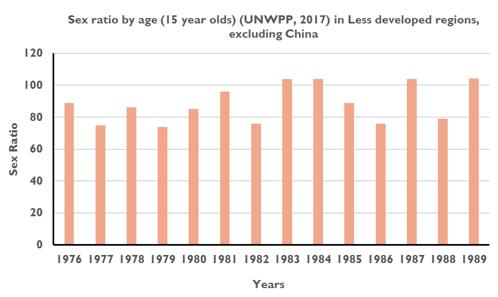 Sex ratio by age (15 year olds) (UNWPP, 2017) in Less developed regions,
excluding China
120
100
80
60
40
20
0
Sex Ratio
1976 1977 1978 1979 1980 1981 1982 1983 1984 1985 1986 1987 1988 1989
Years